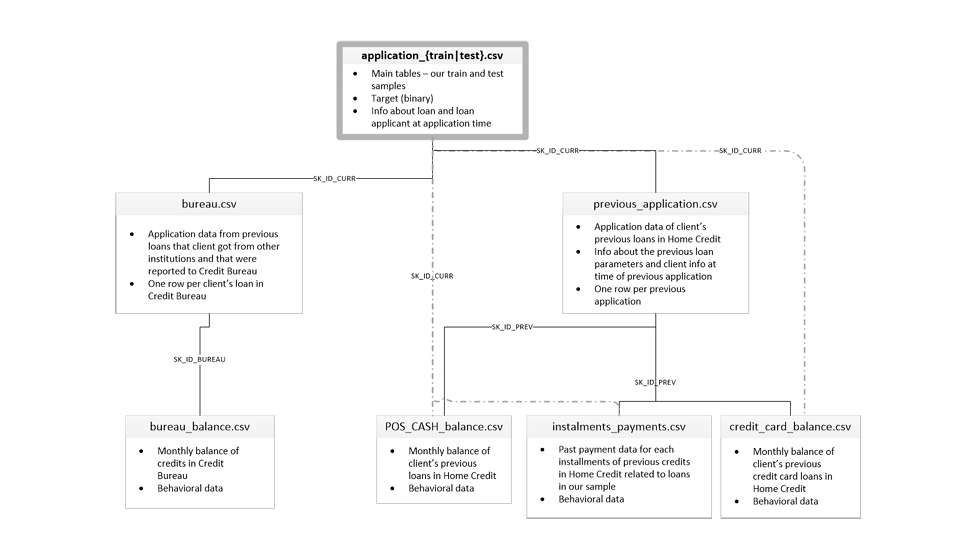 application_{train|test}.csv
• Main tables – our train and test
samples
• Target (binary)
• Info about loan and loan
applicant at application time
SK_ID_CURR
SK_ID_CURR
SK_ID_CURR
bureau.csv
• Application data from previous
loans that client got from other
institutions and that were
reported to Credit Bureau
• One row per client's loan in
Credit Bureau
previous_application.csv
• Application data of client's
previous loans in Home Credit
• Info about the previous loan
parameters and client info at
time of previous application
• One row per previous
application
SK_ID_CURR
SK_ID_PREV
SK_ID_BUREAU
SK_ID_PREV
bureau_balance.csv
• Monthly balance of
credits in Credit
Bureau
• Behavioral data
POS_CASH_balance.csv
• Monthly balance of
client's previous
loans in Home Credit
• Behavioral data
instalments_payments.csv
• Past payment data for each
installments of previous credits
in Home Credit related to loans
in our sample
• Behavioral data
credit_card_balance.csv
• Monthly balance of
client's previous
credit card loans in
Home Credit
• Behavioral data